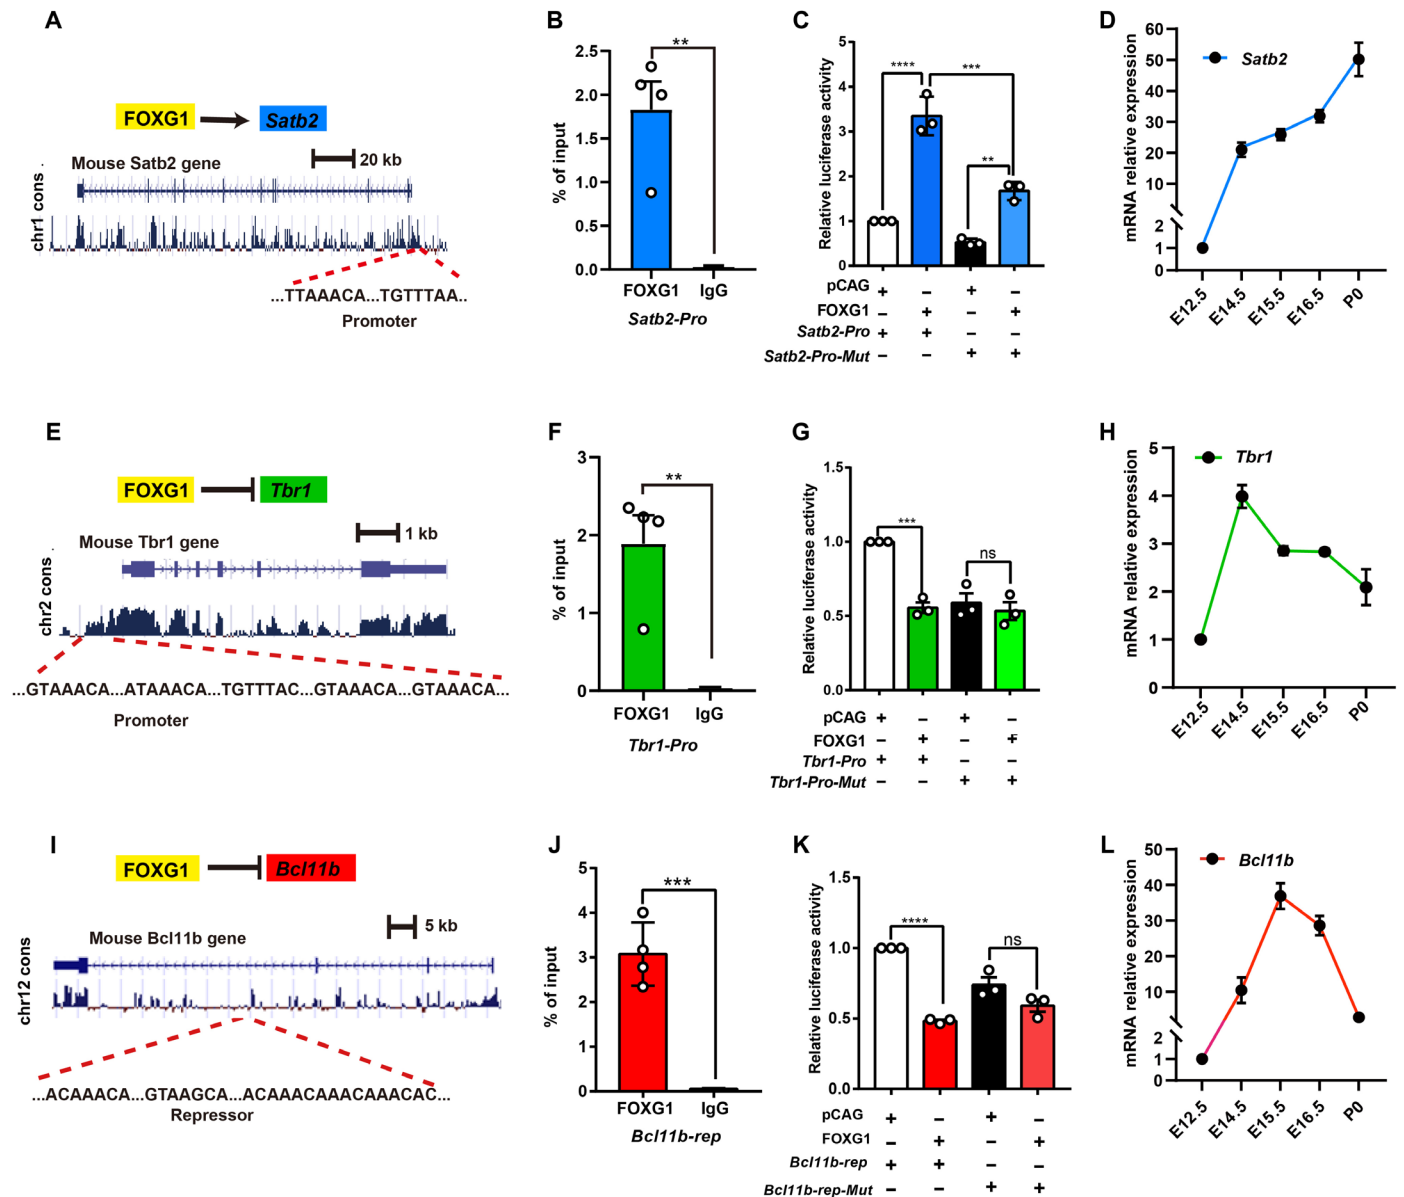 A
FOXG1
Satb2
Mouse Satb2 gene
20 kb
chr1 cons
...TTAAACA...TGTTTAA..
Promoter
B
% of input
2.5
2.0
1.5
1.0
0.5
0.0
**
FOXG1 IgG
Satb2-Pro
C
Relative luciferase activity
5
4
3
2
1
0
**** *** **
pCAG + – + –
FOXG1 – + – +
Satb2-Pro + + – –
Satb2-Pro-Mut – – + +
D
mRNA relative expression
60
50
40
30
20
10
2
1
0
Satb2
E12.5 E14.5 E15.5 E16.5 P0
E
FOXG1
Tbr1
Mouse Tbr1 gene
1 kb
chr2 cons
...GTAAACA...ATAAACA...TGTTTAC...GTAAACA...GTAAACA...
Promoter
F
% of input
3
2
1
0
**
FOXG1 IgG
Tbr1-Pro
G
Relative luciferase activity
1.5
1.0
0.5
0.0
*** ns
pCAG + – + –
FOXG1 – + – +
Tbr1-Pro + + – –
Tbr1-Pro-Mut – – + +
H
mRNA relative expression
5
4
3
2
1
0
Tbr1
E12.5 E14.5 E15.5 E16.5 P0
I
FOXG1
Bcl11b
Mouse Bcl11b gene
5 kb
chr12 cons
...ACAAACA...GTAAGCA...ACAAACAAACAAACAC...
Repressor
J
% of input
5
4
3
2
1
0
***
FOXG1 IgG
Bcl11b-rep
K
Relative luciferase activity
1.5
1.0
0.5
0.0
**** ns
pCAG + – + –
FOXG1 – + – +
Bcl11b-rep + + – –
Bcl11b-rep-Mut – – + +
L
mRNA relative expression
50
40
30
20
10
2
1
0
Bcl11b
E12.5 E14.5 E15.5 E16.5 P0